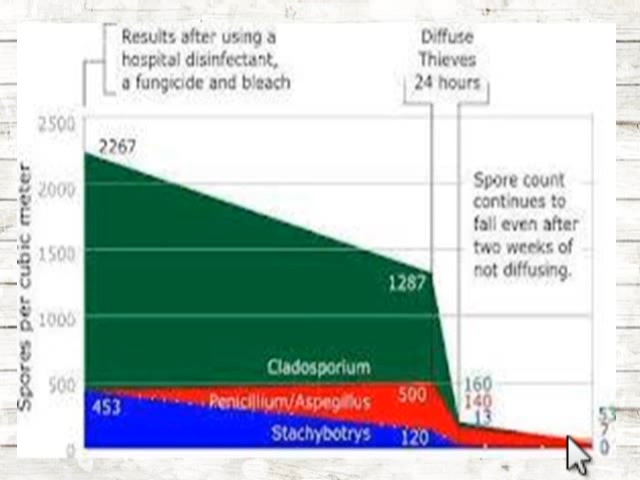 Results after using a
hospital disinfectant,
a fungicide and bleach
Diffuse
Thieves
24 hours
Spores per cubic meter
2500
2000
1500
1000
500
0
2267
1287
Cladosporium
500
Penicillium/Aspegillus
453
Stachybotrys
120
Spore count
continues to
fall even after
two weeks of
not diffusing.
160
140
13
53
7
0